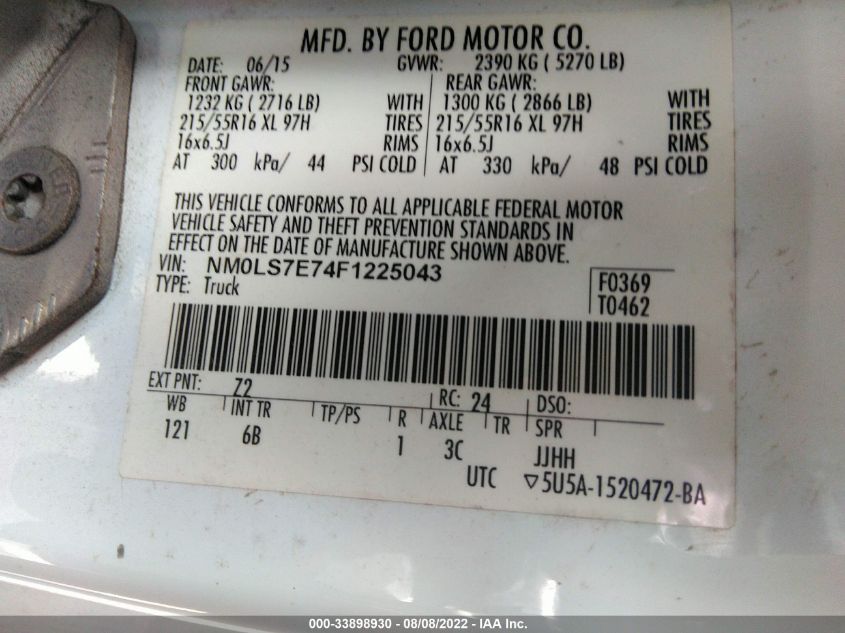 MFD. BY FORD MOTOR CO.
DATE: 06/15 GVWR: 2390 KG ( 5270 LB)
FRONT GAWR: REAR GAWR:
1232 KG ( 2716 LB) WITH 1300 KG ( 2866 LB) WITH
215/55R16 XL 97H TIRES 215/55R16 XL 97H TIRES
16x6.5J RIMS 16x6.5J RIMS
AT 300 kPa/ 44 PSI COLD AT 330 kPa/ 48 PSI COLD
THIS VEHICLE CONFORMS TO ALL APPLICABLE FEDERAL MOTOR
VEHICLE SAFETY AND THEFT PREVENTION STANDARDS IN
EFFECT ON THE DATE OF MANUFACTURE SHOWN ABOVE.
VIN: NM0LS7E74F1225043
TYPE: Truck
F0369
T0462
EXT PNT: Z2 RC: 24 DSO:
WB INT TR TP/PS R AXLE TR SPR
121 6B 1 3C JJHH
UTC ▽5U5A-1520472-BA
000-33898930 - 08/08/2022 - IAA Inc.